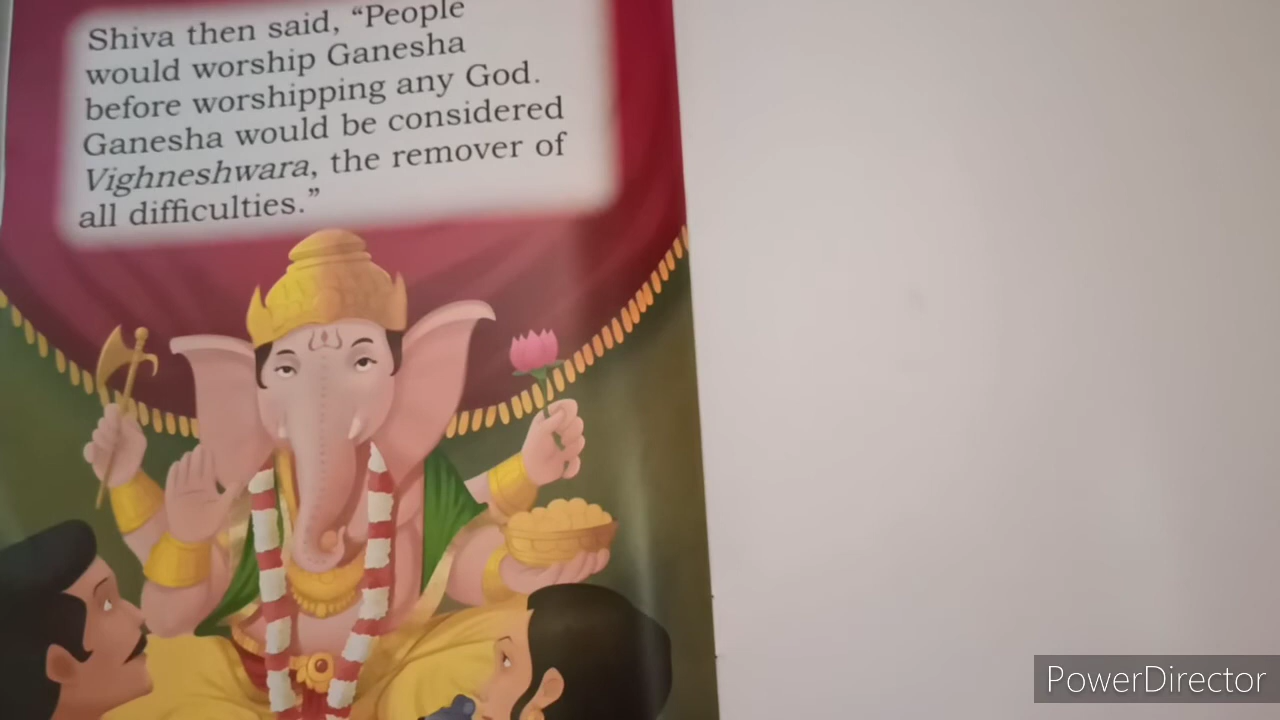 Shiva then said, “People
would worship Ganesha
before worshipping any God.
Ganesha would be considered
Vighneshwara, the remover of
all difficulties.”
PowerDirector